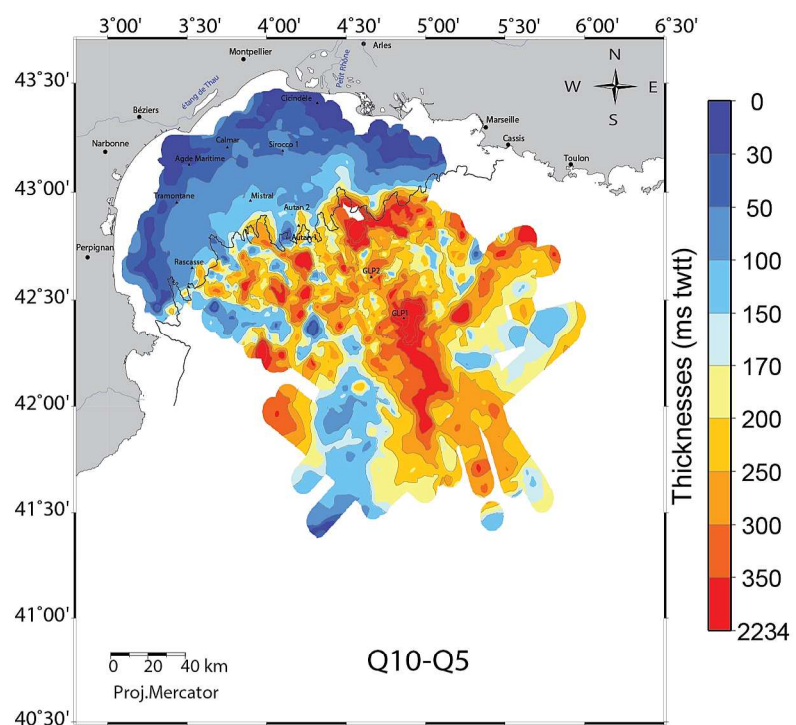 3°00' 3°30' 4°00' 4°30' 5°00' 5°30' 6°00' 6°30'
Arles
Montpellier
N
43°30'
Petit Rhône
W E
étang de Thau
Cicindèle
0
Béziers
S
Marseille
Narbonne
Calmar
Sirocco 1
Cassis
30
Agde Maritime
Toulon
43°00'
50
Tramontane
Mistral
Autan 2
Autan 1
100
Perpignan
Rascasse
GLP2
150
42°30'
GLP1
170
200
42°00'
250
41°30'
300
350
41°00'
2234
Thicknesses (ms twtt)
Q10-Q5
0 20 40 km
Proj.Mercator
40°30'